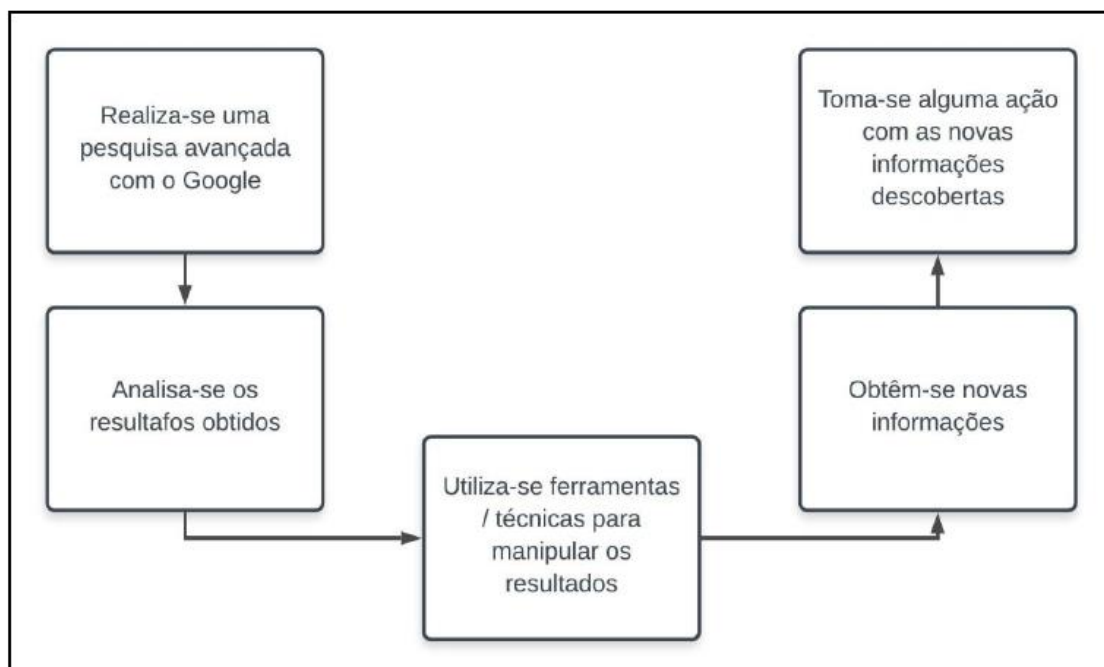 Realiza-se uma
pesquisa avançada
com o Google
Analisa-se os
resultafos obtidos
Utiliza-se ferramentas
/ técnicas para
manipular os
resultados
Obtêm-se novas
informações
Toma-se alguma ação
com as novas
informações
descobertas